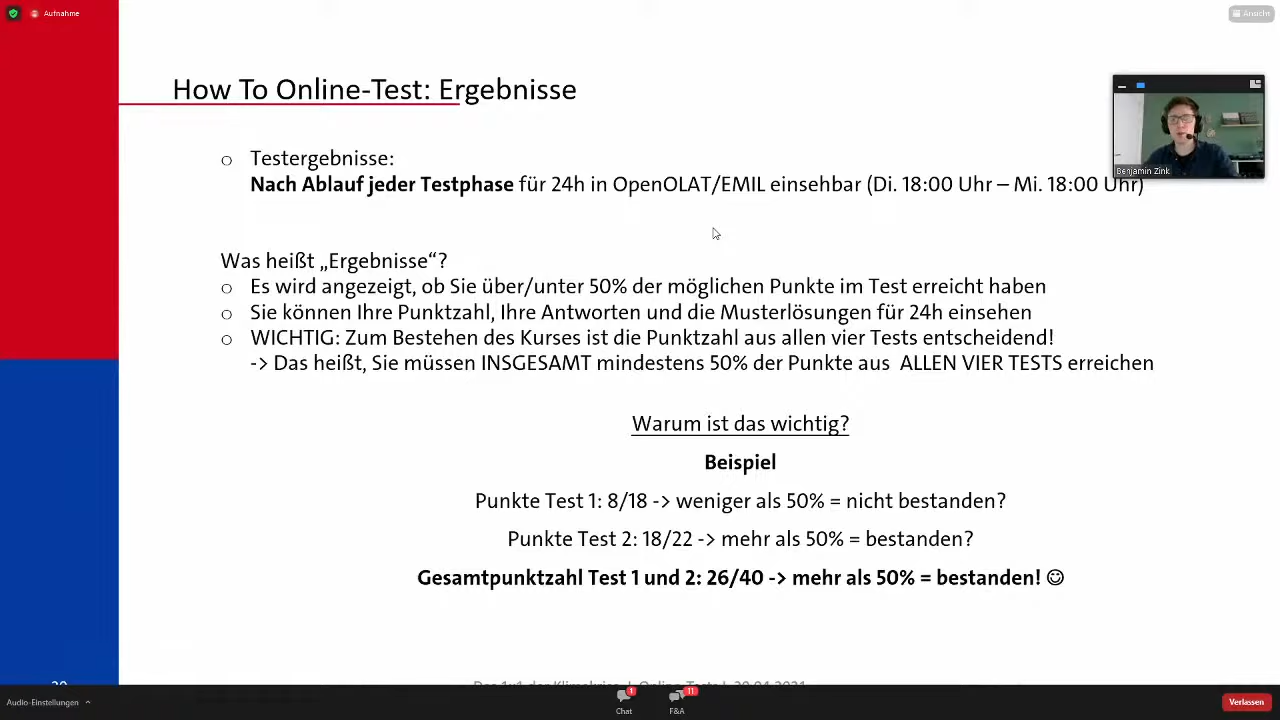 Aufnahme
Ansicht
How To Online-Test: Ergebnisse
Benjamin Zink
o Testergebnisse:
Nach Ablauf jeder Testphase für 24h in OpenOLAT/EMIL einsehbar (Di. 18:00 Uhr – Mi. 18:00 Uhr)
Was heißt „Ergebnisse“?
o Es wird angezeigt, ob Sie über/unter 50% der möglichen Punkte im Test erreicht haben
o Sie können Ihre Punktzahl, Ihre Antworten und die Musterlösungen für 24h einsehen
o WICHTIG: Zum Bestehen des Kurses ist die Punktzahl aus allen vier Tests entscheidend!
-> Das heißt, Sie müssen INSGESAMT mindestens 50% der Punkte aus ALLEN VIER TESTS erreichen
Warum ist das wichtig?
Beispiel
Punkte Test 1: 8/18 -> weniger als 50% = nicht bestanden?
Punkte Test 2: 18/22 -> mehr als 50% = bestanden?
Gesamtpunktzahl Test 1 und 2: 26/40 -> mehr als 50% = bestanden! ☺
Audio-Einstellungen
1
Chat
11
F&A
Verlassen